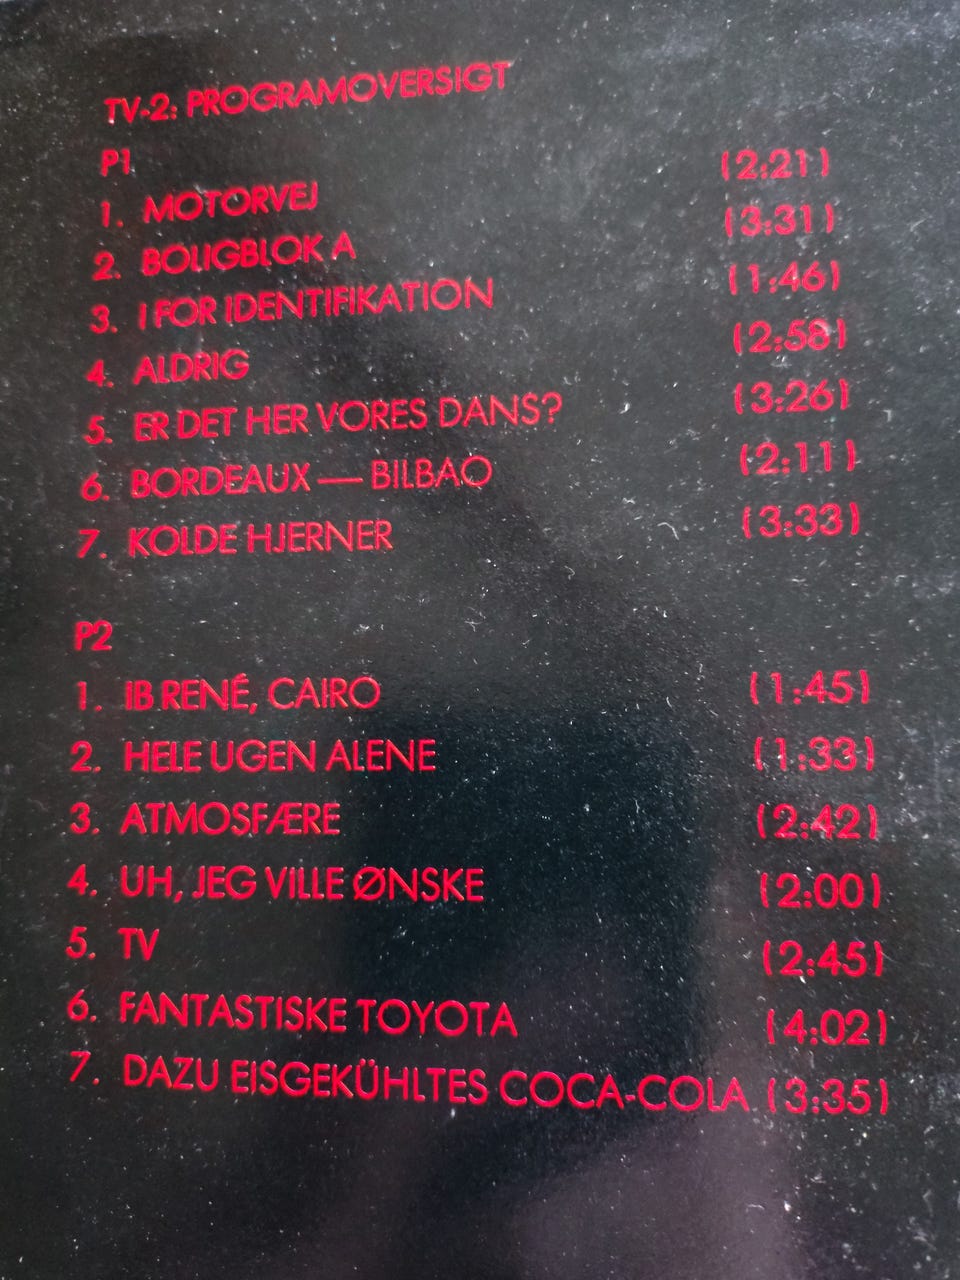 TV-2: PROGRAMOVERSIGT
P1
1. MOTORVEJ (2:21)
2. BOLIGBLOK A (3:31)
3. I FOR IDENTIFIKATION (1:46)
4. ALDRIG (2:58)
5. ER DET HER VORES DANS? (3:26)
6. BORDEAUX — BILBAO (2:11)
7. KOLDE HJERNER (3:33)
P2
1. IB RENÉ, CAIRO (1:45)
2. HELE UGEN ALENE (1:33)
3. ATMOSFÆRE (2:42)
4. UH, JEG VILLE ØNSKE (2:00)
5. TV (2:45)
6. FANTASTISKE TOYOTA (4:02)
7. DAZU EISGEKÜHLTES COCA-COLA (3:35)